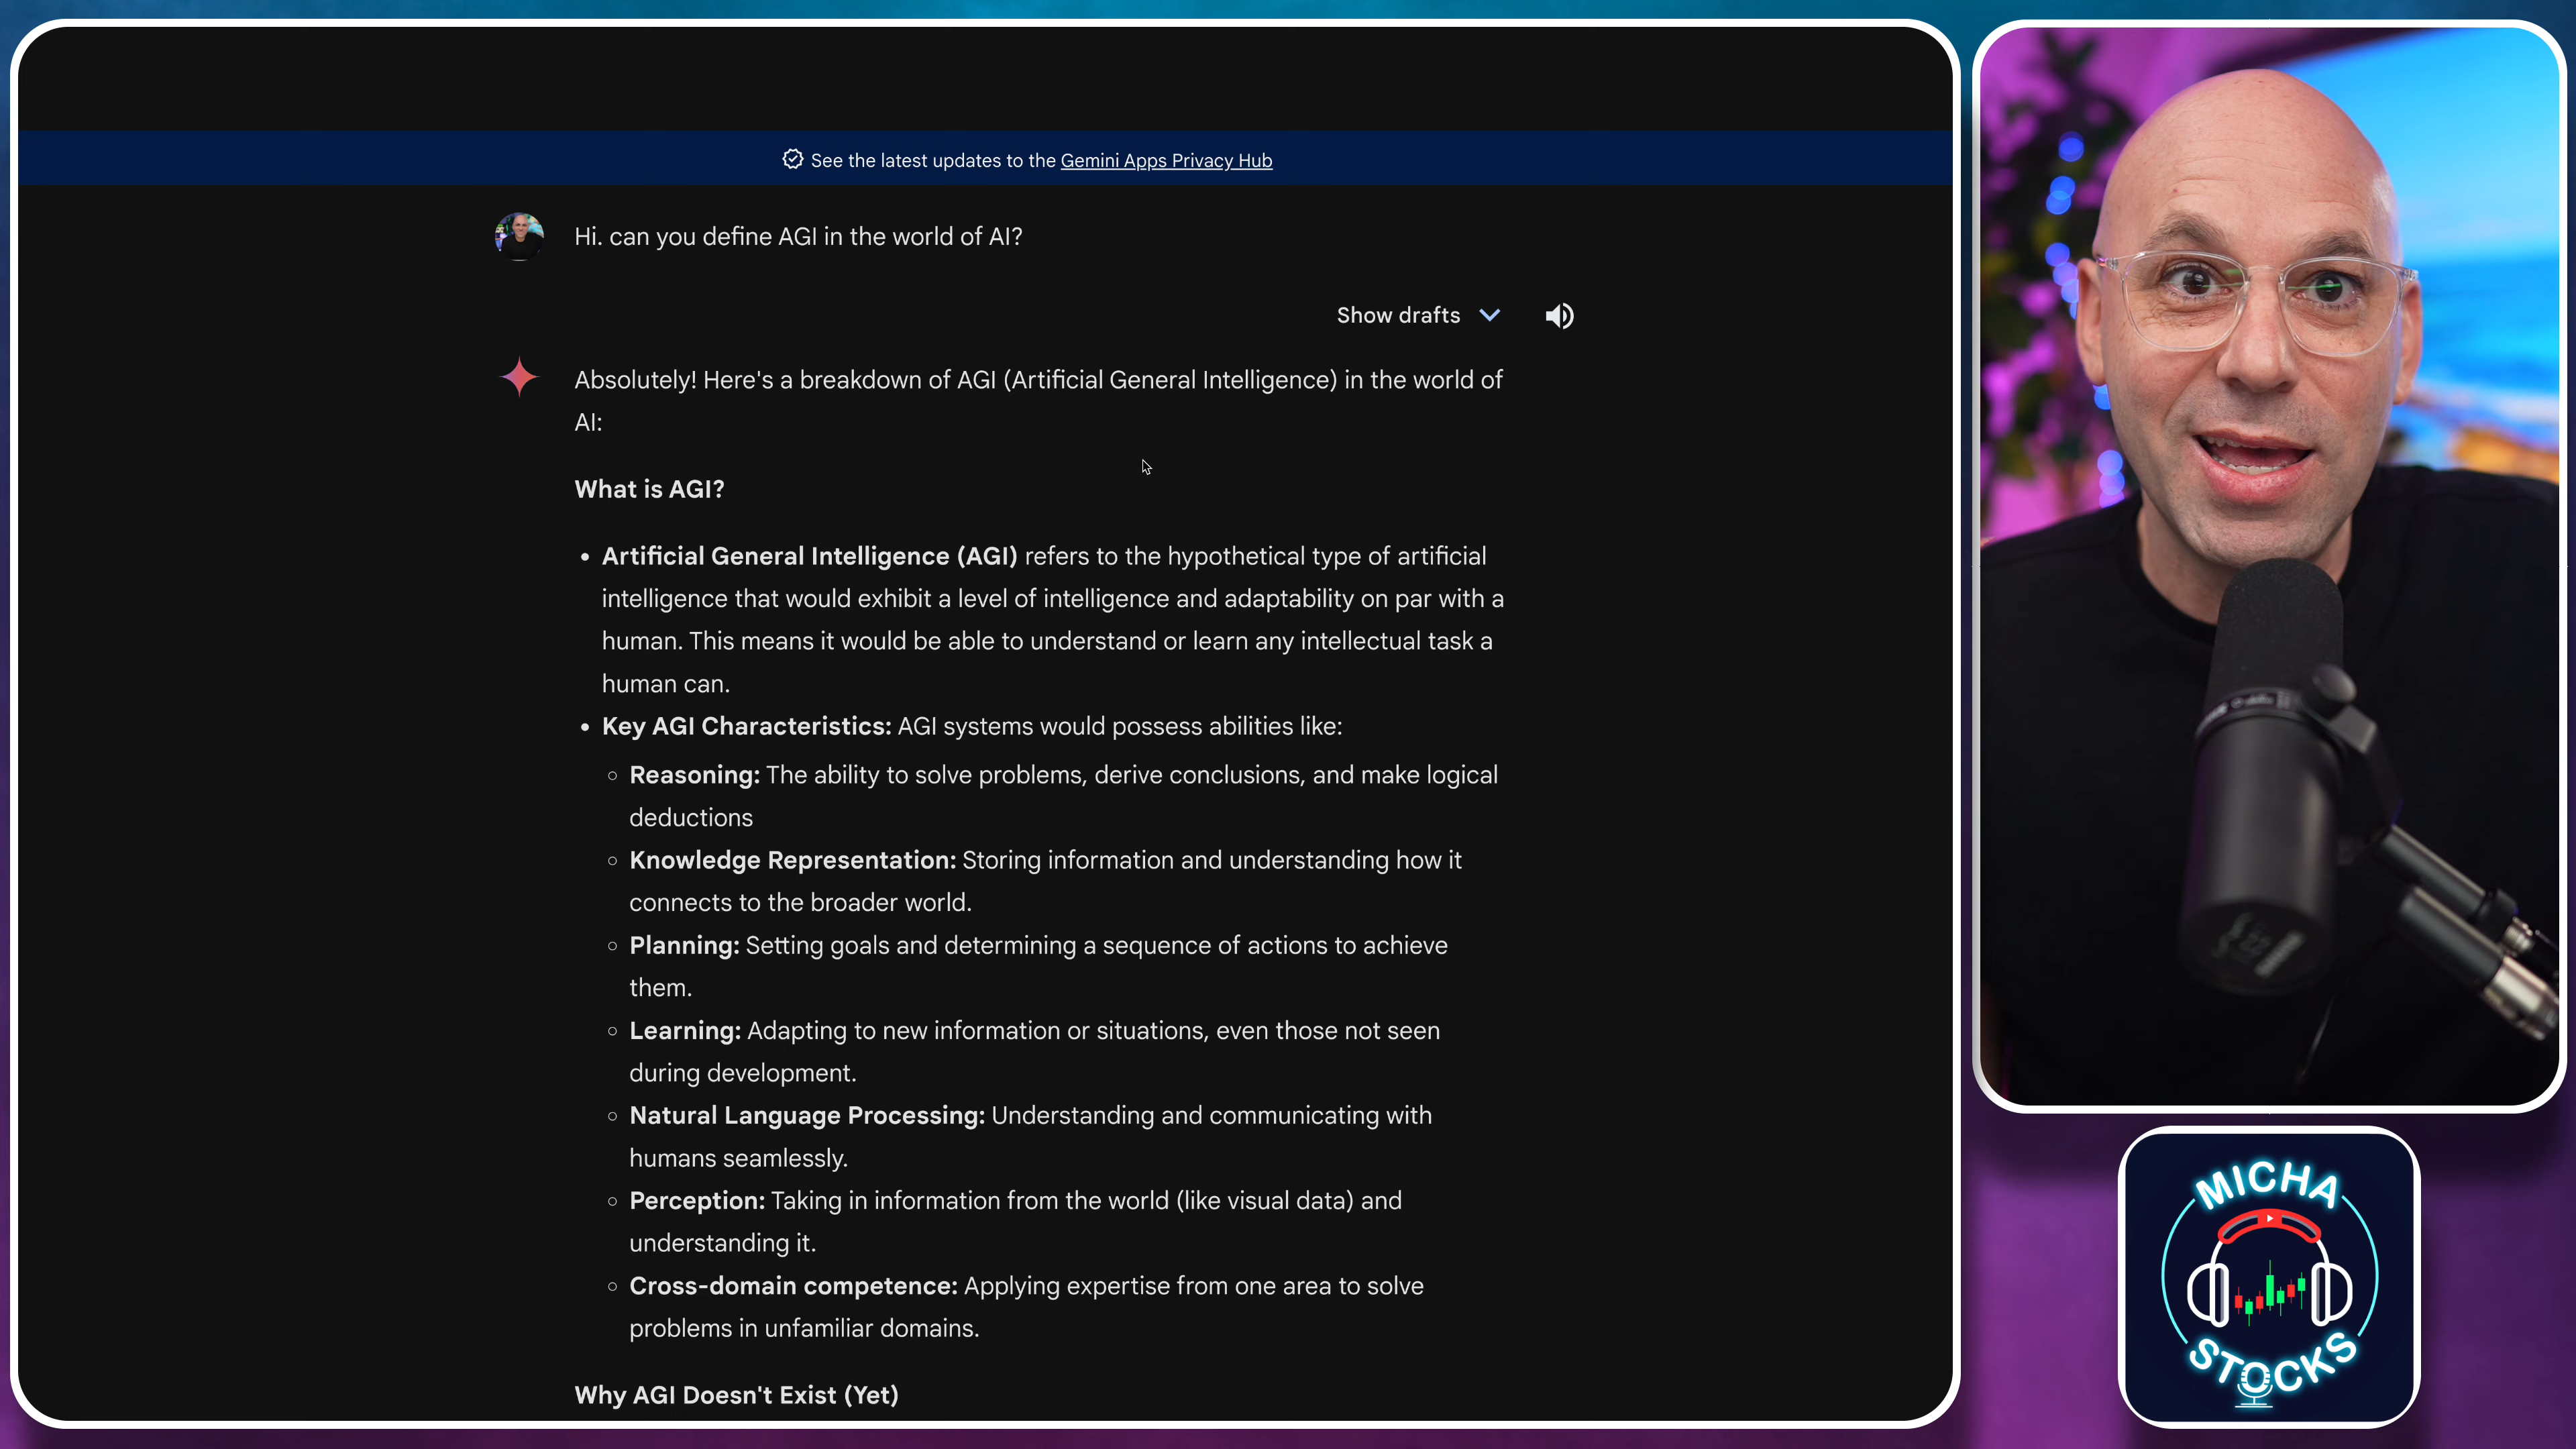 See the latest updates to the Gemini Apps Privacy Hub
Hi. can you define AGI in the world of AI?
Show drafts
Absolutely! Here's a breakdown of AGI (Artificial General Intelligence) in the world of
AI:
What is AGI?
• Artificial General Intelligence (AGI) refers to the hypothetical type of artificial
intelligence that would exhibit a level of intelligence and adaptability on par with a
human. This means it would be able to understand or learn any intellectual task a
human can.
• Key AGI Characteristics: AGI systems would possess abilities like:
○ Reasoning: The ability to solve problems, derive conclusions, and make logical
deductions
○ Knowledge Representation: Storing information and understanding how it
connects to the broader world.
○ Planning: Setting goals and determining a sequence of actions to achieve
them.
○ Learning: Adapting to new information or situations, even those not seen
during development.
○ Natural Language Processing: Understanding and communicating with
humans seamlessly.
○ Perception: Taking in information from the world (like visual data) and
understanding it.
○ Cross-domain competence: Applying expertise from one area to solve
problems in unfamiliar domains.
Why AGI Doesn't Exist (Yet)
MICHA
STOCKS